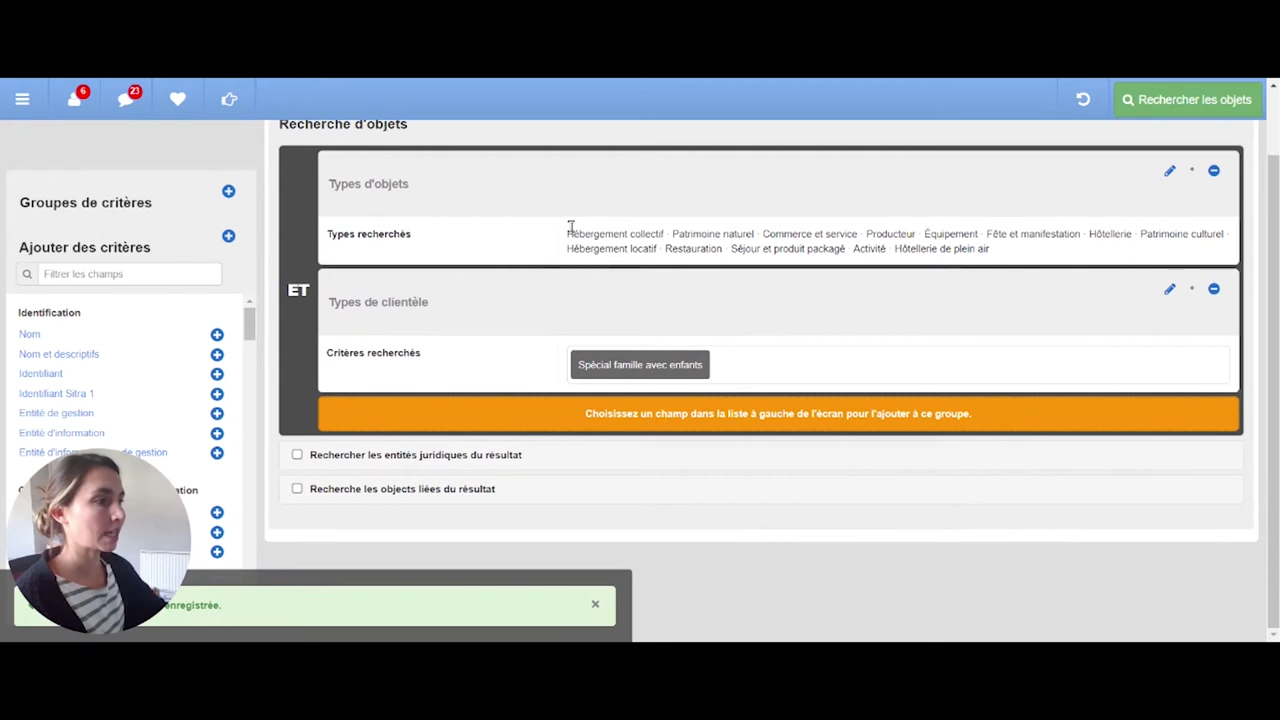 6
23
Rechercher les objets
Recherche d'objets
Groupes de critères
Ajouter des critères
Filtrer les champs
Identification
Nom
Nom et descriptifs
Identifiant
Identifiant Sitra 1
Entité de gestion
Entité d'information
Entité d'infor de gestion
ation
Types d'objets
Types recherchés
Hébergement collectif · Patrimoine naturel · Commerce et service · Producteur · Équipement · Fête et manifestation · Hôtellerie · Patrimoine culturel ·
Hébergement locatif · Restauration · Séjour et produit packagé · Activité · Hôtellerie de plein air
ET
Types de clientèle
Critères recherchés
Spécial famille avec enfants
Choisissez un champ dans la liste à gauche de l'écran pour l'ajouter à ce groupe.
Rechercher les entités juridiques du résultat
Recherche les objects liées du résultat
enregistrée.